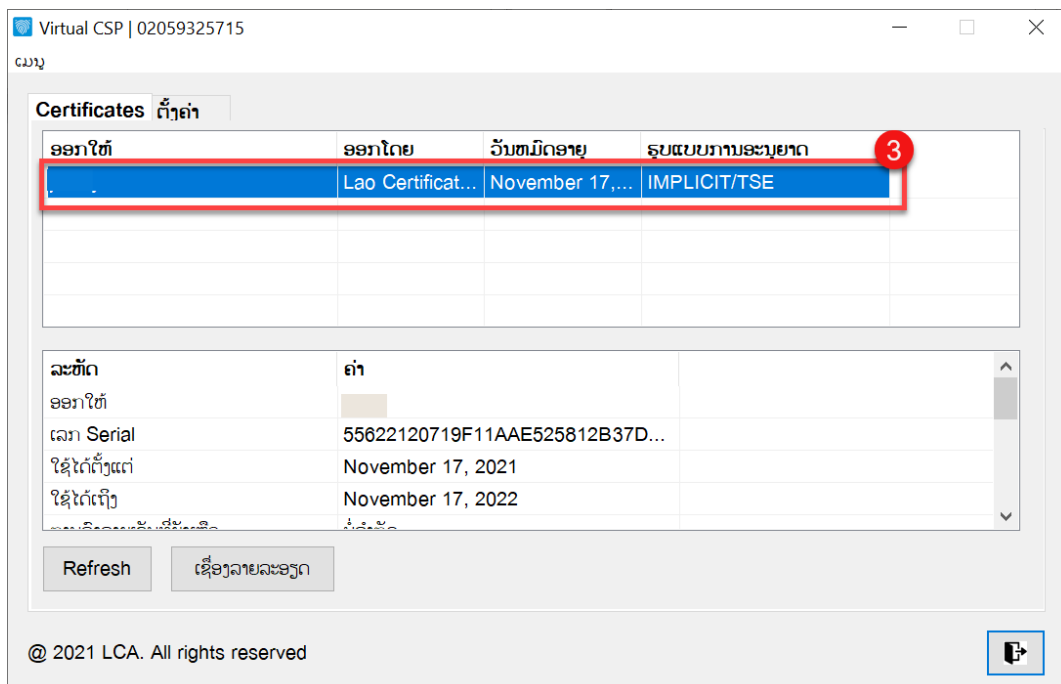 Virtual CSP | 02059325715
ເມນູ
Certificates ຕັ້ງຄ່າ
ອອກໃຫ້ ອອກໂດຍ ວັນຫມົດອາຍຸ ຮູບແບບການອະນຸຍາດ 3
Lao Certificat... November 17,... IMPLICIT/TSE
ລະຫັດ ຄ່າ
ອອກໃຫ້
ເລກ Serial 55622120719F11AAE525812B37D...
ໃຊ້ໄດ້ຕັ້ງແຕ່ November 17, 2021
ໃຊ້ໄດ້ເຖິງ November 17, 2022
Refresh ເຊື່ອງລາຍລະອຽດ
@ 2021 LCA. All rights reserved